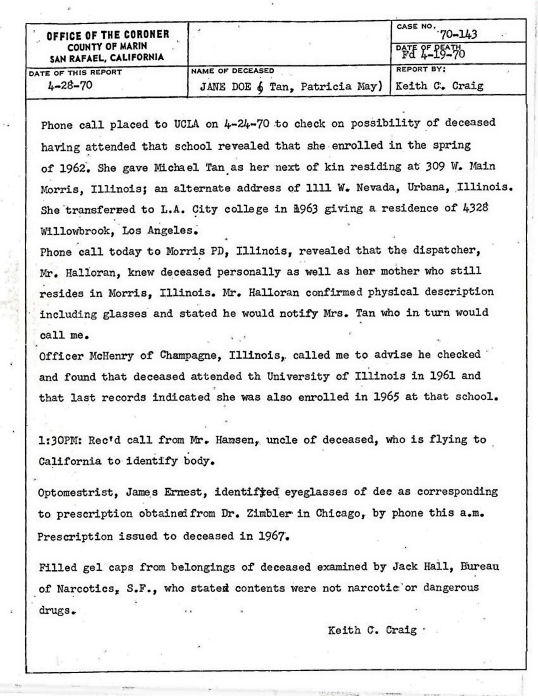 OFFICE OF THE CORONER
COUNTY OF MARIN
SAN RAFAEL, CALIFORNIA
CASE NO.
70-143
DATE OF DEATH
Fd 4-19-70
DATE OF THIS REPORT
4-28-70
NAME OF DECEASED
JANE DOE ( Tan, Patricia May)
REPORT BY:
Keith C. Craig
Phone call placed to UCLA on 4-24-70 to check on possibility of deceased
having attended that school revealed that she enrolled in the spring
of 1962. She gave Michael Tan as her next of kin residing at 309 W. Main
Morris, Illinois; an alternate address of 1111 W. Nevada, Urbana, Illinois.
She transferred to L.A. City college in 1963 giving a residence of 4328
Willowbrook, Los Angeles.
Phone call today to Morris PD, Illinois, revealed that the dispatcher,
Mr. Halloran, knew deceased personally as well as her mother who still
resides in Morris, Illinois. Mr. Halloran confirmed physical description
including glasses and stated he would notify Mrs. Tan who in turn would
call me.
Officer McHenry of Champagne, Illinois, called me to advise he checked
and found that deceased attended th University of Illinois in 1961 and
that last records indicated she was also enrolled in 1965 at that school.
1:30PM: Rec'd call from Mr. Hansen, uncle of deceased, who is flying to
California to identify body.
Optomestrist, James Ernest, identified eyeglasses of dec as corresponding
to prescription obtained from Dr. Zimbler in Chicago, by phone this a.m.
Prescription issued to deceased in 1967.
Filled gel caps from belongings of deceased examined by Jack Hall, Bureau
of Narcotics, S.F., who stated contents were not narcotic or dangerous
drugs.
Keith C. Craig